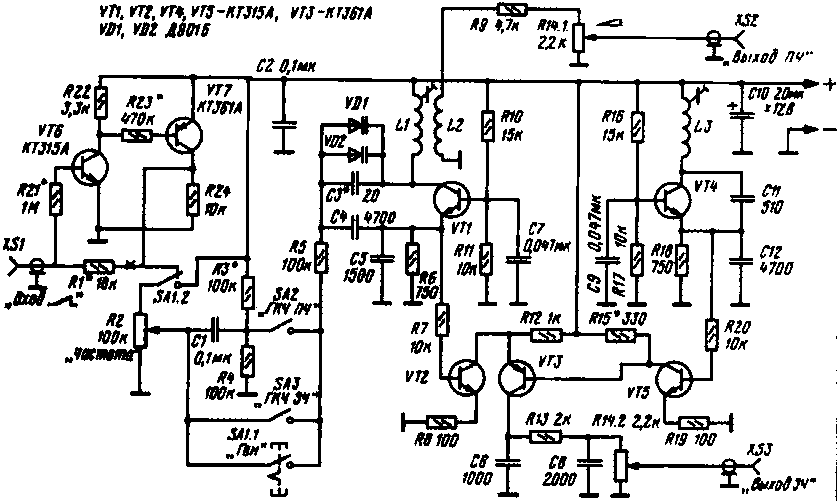 VT1, VT2, VT4, VT5-КТ315А, VT3-КТ361А
VD1, VD2 Д901Б
R9 4,7к
R14.1
2,2к
XS2
„Выход ПЧ"
R22
3,3к
R23*
470к
VT7
КТ361А
VT6
КТ315А
R21*
1М
R24
10к
C2 0,1мк
VD1
VD2
C3* 20
C4 4700
L1
L2
R10
15к
R16
15к
L3
C10 20мк
×12В
+
+
−
VT1
VT4
C11
510
C12
4700
C7
0,047мк
C9 0,047мк
R17 10к
R18
750
R11
10к
C5
1500
R6
750
R5
100к
R3*
100к
XS1
„Вход
R1* 18к
SA1.2
R2
100к
„Частота"
C1
0,1мк
SA2
„ГКЧ ПЧ"
R4
100к
SA3
„ГКЧ ЗЧ"
SA1.1
„Ген"
R7
10к
R12 1к
R15* 330
R20
10к
VT2
VT3
VT5
R8 100
R13 2к
R14.2 2,2к
R19 100
C6
1000
C8
2000
XS3
„Выход ЗЧ"